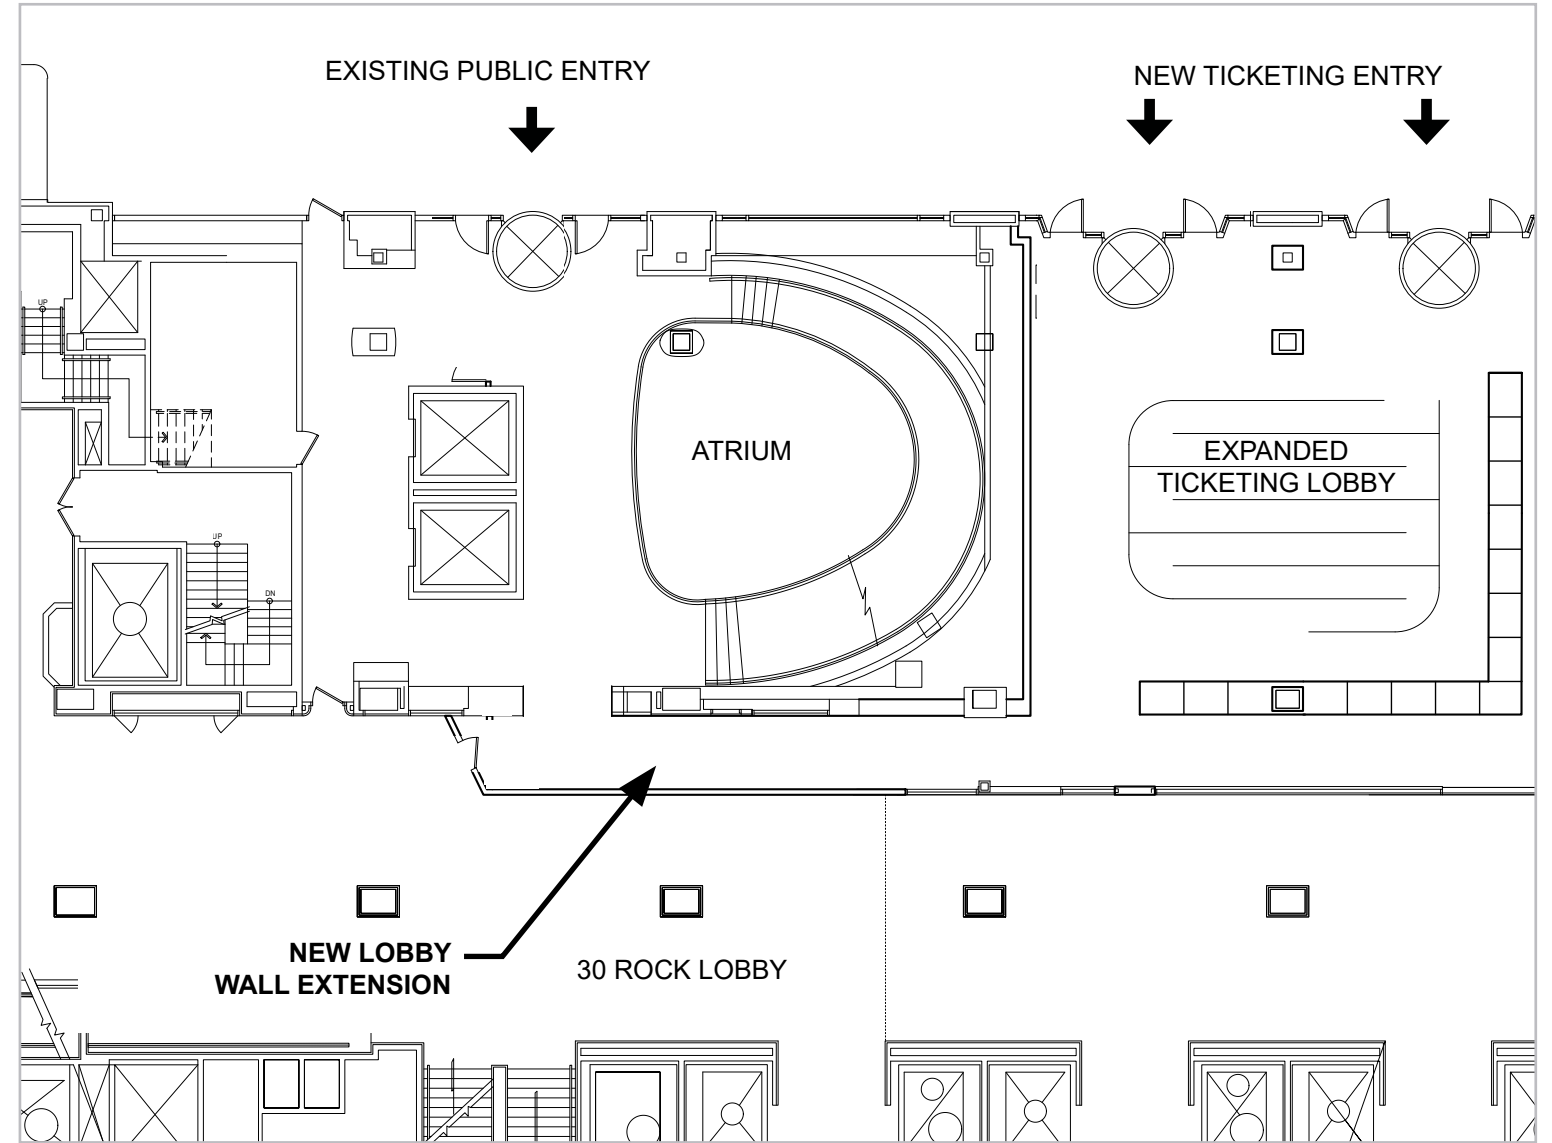 EXISTING PUBLIC ENTRY
NEW TICKETING ENTRY
UP
ATRIUM
EXPANDED
TICKETING LOBBY
UP
DN
NEW LOBBY
WALL EXTENSION
30 ROCK LOBBY